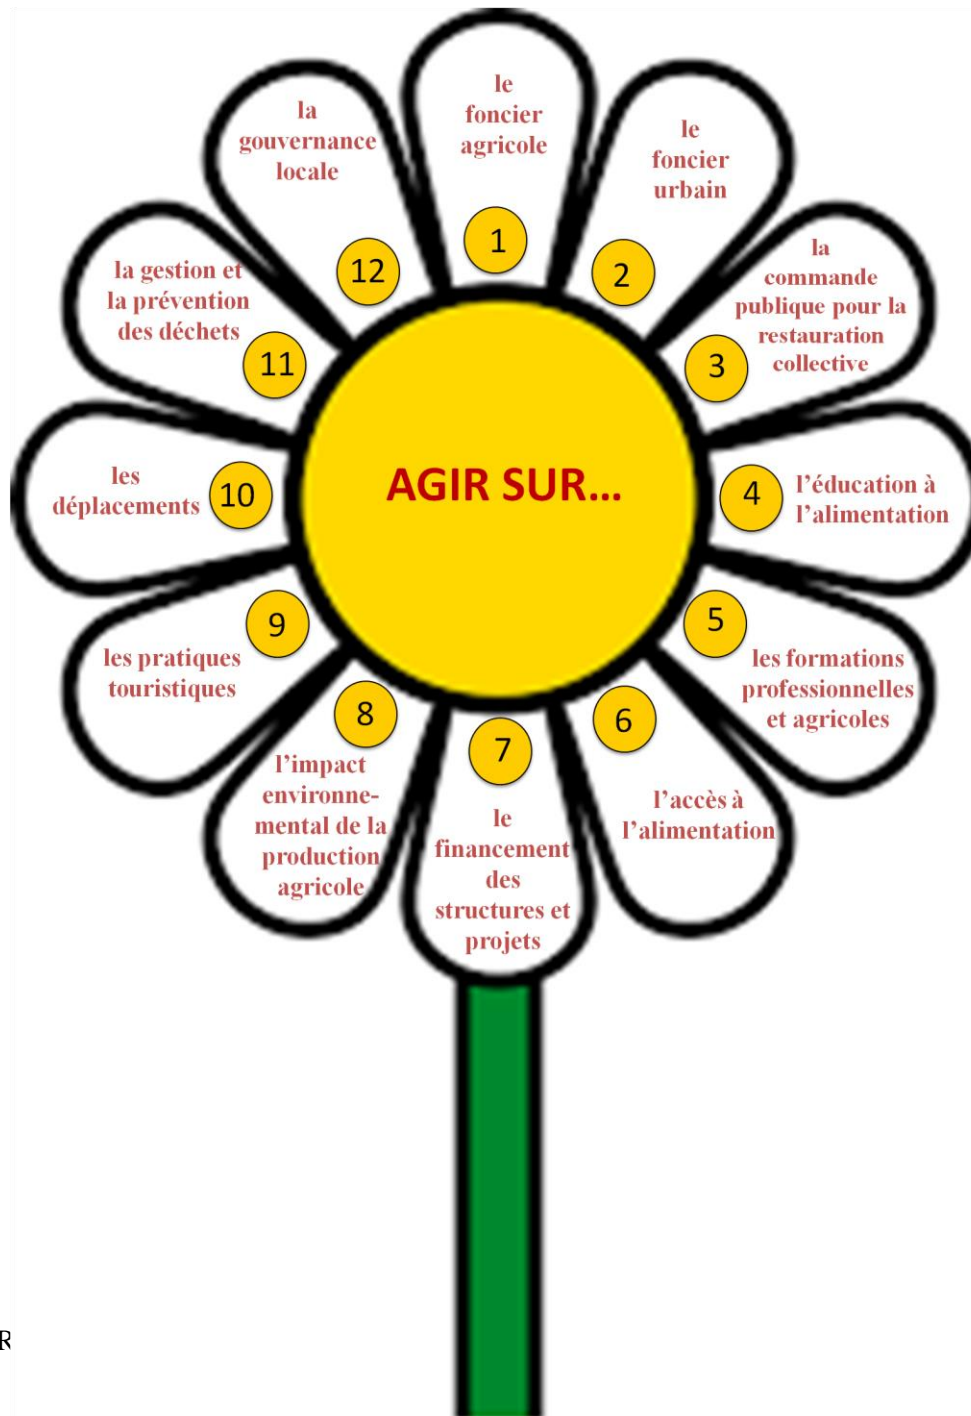 AGIR SUR...
1
le
foncier
agricole
2
le
foncier
urbain
3
la
commande
publique pour la
restauration
collective
4
l'éducation à
l'alimentation
5
les formations
professionnelles
et agricoles
6
l'accès à
l'alimentation
7
le
financement
des
structures et
projets
8
l'impact
environne-
mental de la
production
agricole
9
les pratiques
touristiques
10
les
déplacements
11
la gestion et
la prévention
des déchets
12
la
gouvernance
locale
R